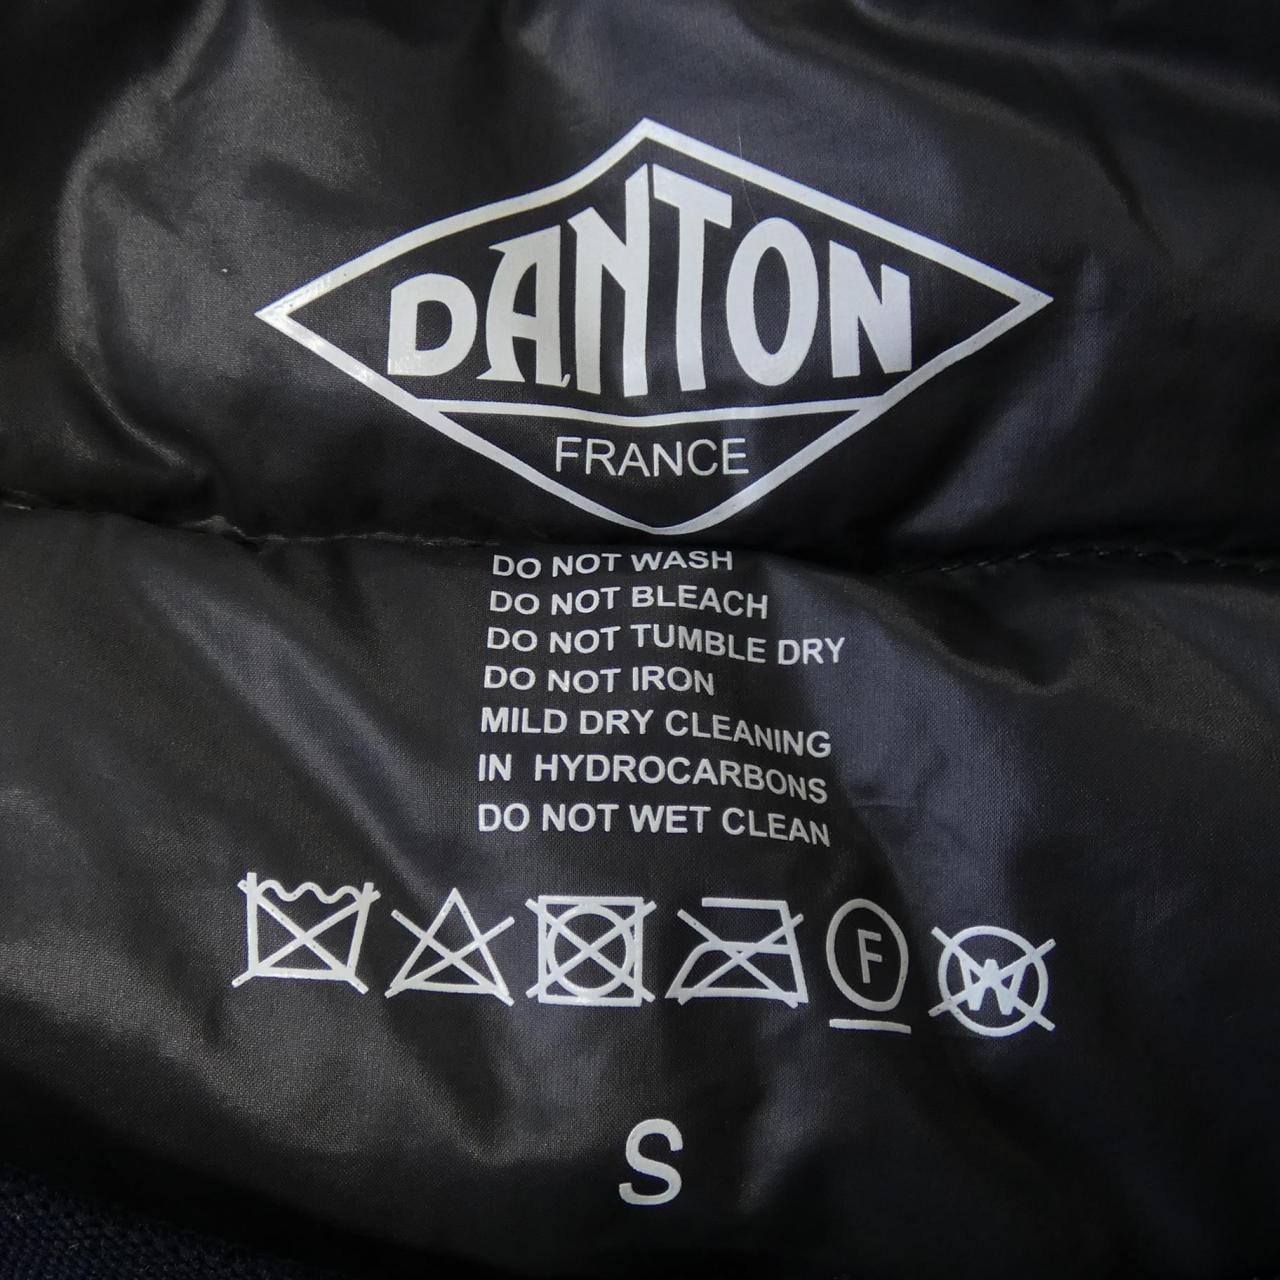 DANTON
FRANCE
DO NOT WASH
DO NOT BLEACH
DO NOT TUMBLE DRY
DO NOT IRON
MILD DRY CLEANING
IN HYDROCARBONS
DO NOT WET CLEAN
F W
S